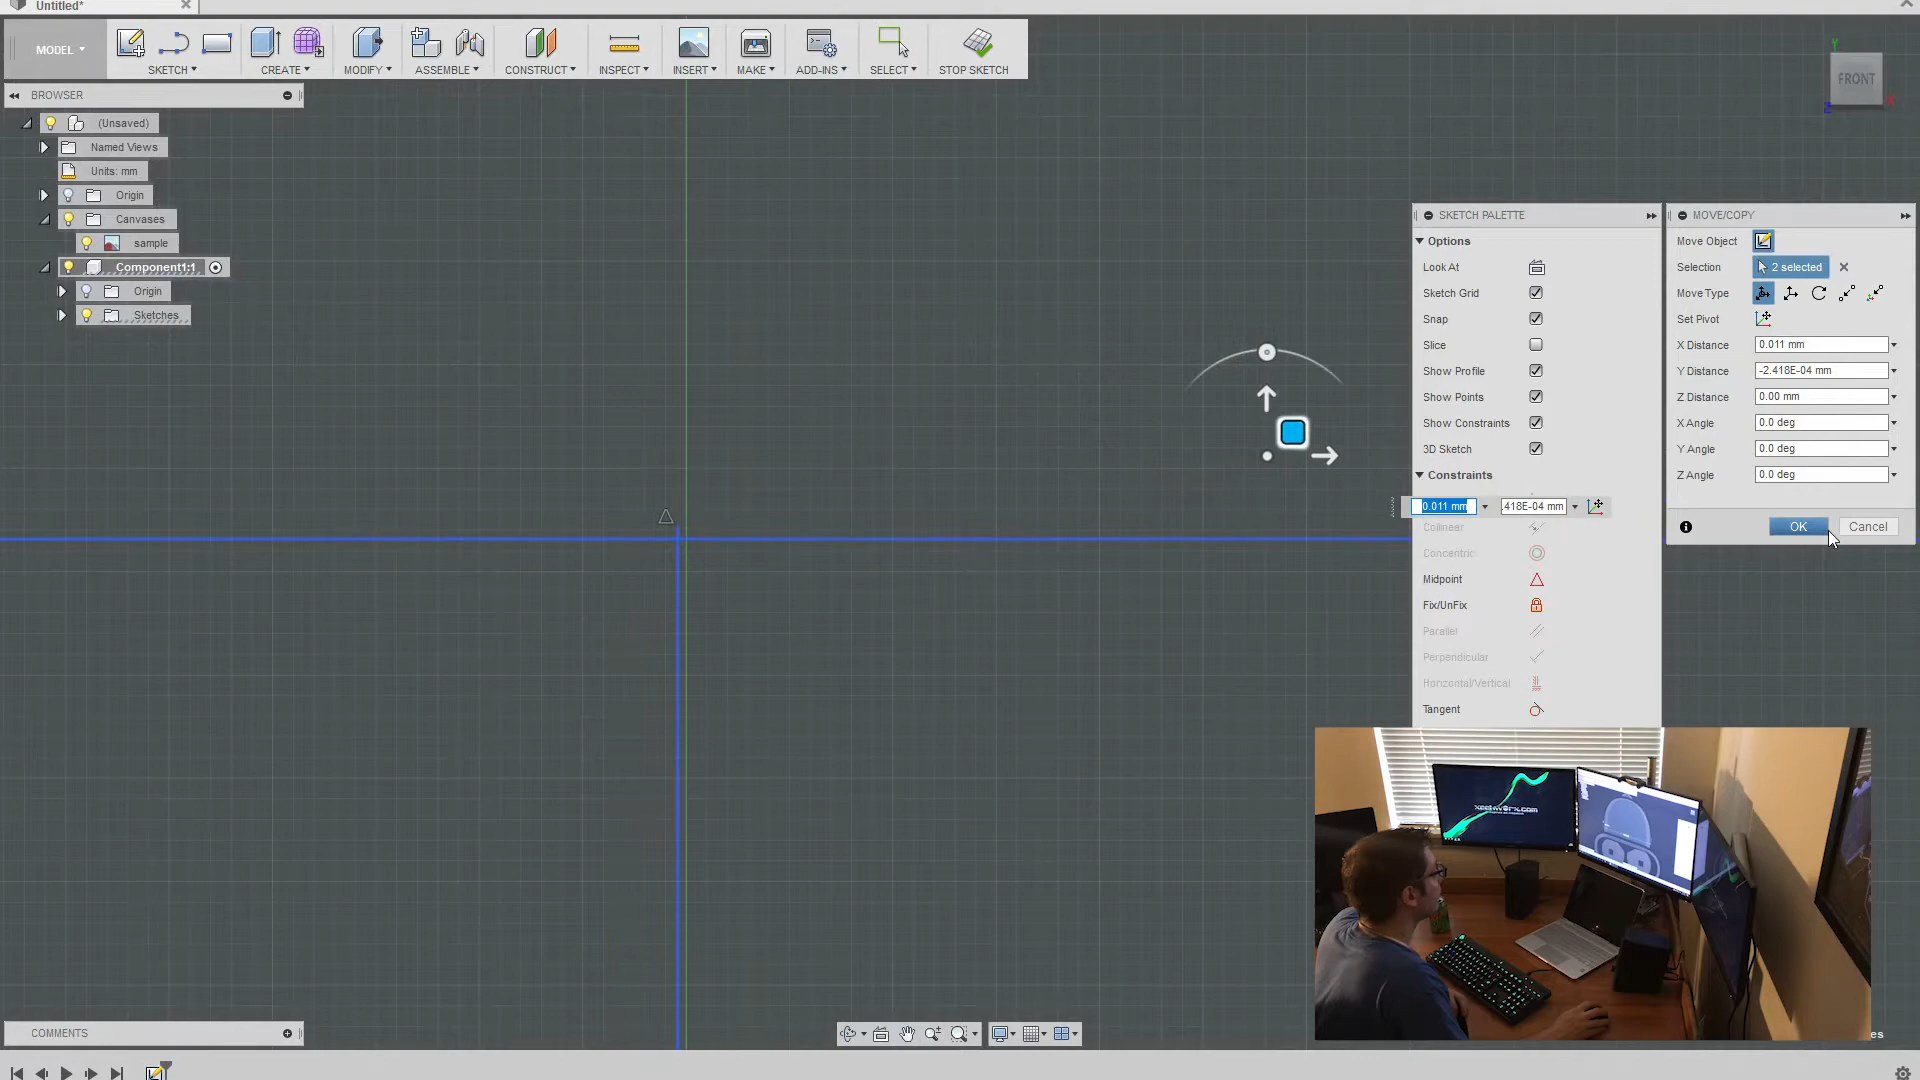 Untitled*
MODEL
SKETCH
CREATE
MODIFY
ASSEMBLE
CONSTRUCT
INSPECT
INSERT
MAKE
ADD-INS
SELECT
STOP SKETCH
BROWSER
(Unsaved)
Named Views
Units: mm
Origin
Canvases
sample
Component1:1
Origin
Sketches
Y
FRONT
X
Z
SKETCH PALETTE
Options
Look At
Sketch Grid
Snap
Slice
Show Profile
Show Points
Show Constraints
3D Sketch
Constraints
0.011 mm
.418E-04 mm
Collinear
Concentric
Midpoint
Fix/UnFix
Parallel
Perpendicular
Horizontal/Vertical
Tangent
MOVE/COPY
Move Object
Selection
2 selected
Move Type
Set Pivot
X Distance
0.011 mm
Y Distance
-2.418E-04 mm
Z Distance
0.00 mm
X Angle
0.0 deg
Y Angle
0.0 deg
Z Angle
0.0 deg
OK
Cancel
COMMENTS
es